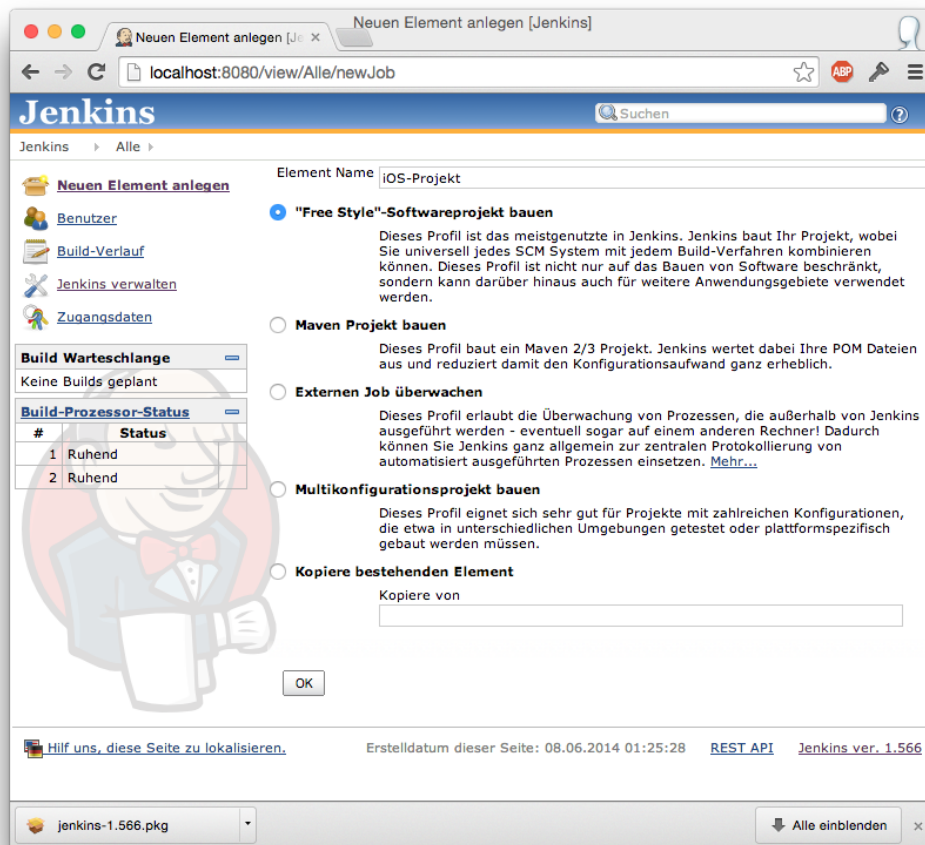 Neuen Element anlegen [Jenkins]
Neuen Element anlegen [Je
localhost:8080/view/Alle/newJob
ABP
Jenkins
Suchen
Jenkins
Alle
Neuen Element anlegen
Benutzer
Build-Verlauf
Jenkins verwalten
Zugangsdaten
Build Warteschlange
Keine Builds geplant
Build-Prozessor-Status
# Status
1 Ruhend
2 Ruhend
Element Name iOS-Projekt
"Free Style"-Softwareprojekt bauen
Dieses Profil ist das meistgenutzte in Jenkins. Jenkins baut Ihr Projekt, wobei
Sie universell jedes SCM System mit jedem Build-Verfahren kombinieren
können. Dieses Profil ist nicht nur auf das Bauen von Software beschränkt,
sondern kann darüber hinaus auch für weitere Anwendungsgebiete verwendet
werden.
Maven Projekt bauen
Dieses Profil baut ein Maven 2/3 Projekt. Jenkins wertet dabei Ihre POM Dateien
aus und reduziert damit den Konfigurationsaufwand ganz erheblich.
Externen Job überwachen
Dieses Profil erlaubt die Überwachung von Prozessen, die außerhalb von Jenkins
ausgeführt werden - eventuell sogar auf einem anderen Rechner! Dadurch
können Sie Jenkins ganz allgemein zur zentralen Protokollierung von
automatisiert ausgeführten Prozessen einsetzen. Mehr...
Multikonfigurationsprojekt bauen
Dieses Profil eignet sich sehr gut für Projekte mit zahlreichen Konfigurationen,
die etwa in unterschiedlichen Umgebungen getestet oder plattformspezifisch
gebaut werden müssen.
Kopiere bestehenden Element
Kopiere von
OK
Hilf uns, diese Seite zu lokalisieren.
Erstelldatum dieser Seite: 08.06.2014 01:25:28
REST API
Jenkins ver. 1.566
jenkins-1.566.pkg
Alle einblenden